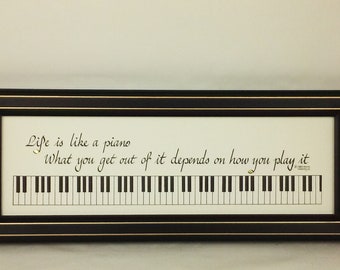 Life is like a piano
What you get out of it depends on how you play it